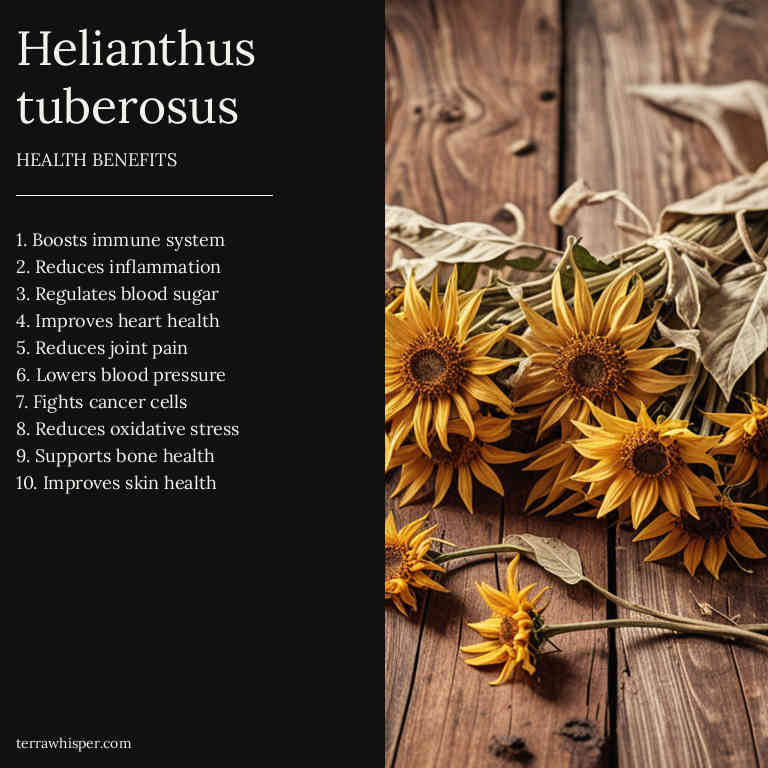 Helianthus
tuberosus
HEALTH BENEFITS
1. Boosts immune system
2. Reduces inflammation
3. Regulates blood sugar
4. Improves heart health
5. Reduces joint pain
6. Lowers blood pressure
7. Fights cancer cells
8. Reduces oxidative stress
9. Supports bone health
10. Improves skin health
terrawhisper.com